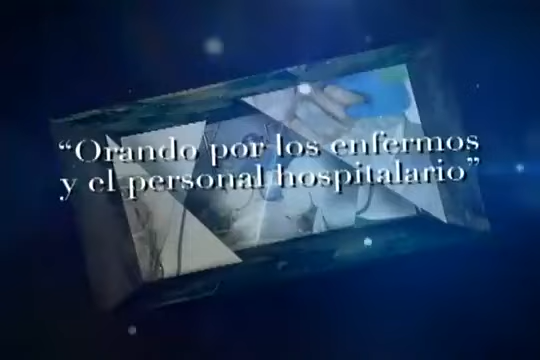 “Orando por los enfermos
y el personal hospitalario”